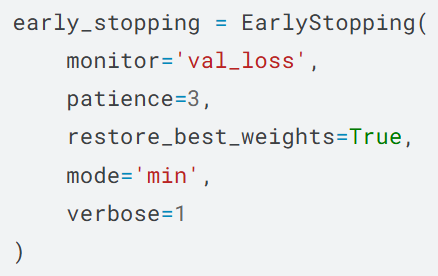 early_stopping = EarlyStopping(
    monitor='val_loss',
    patience=3,
    restore_best_weights=True,
    mode='min',
    verbose=1
)